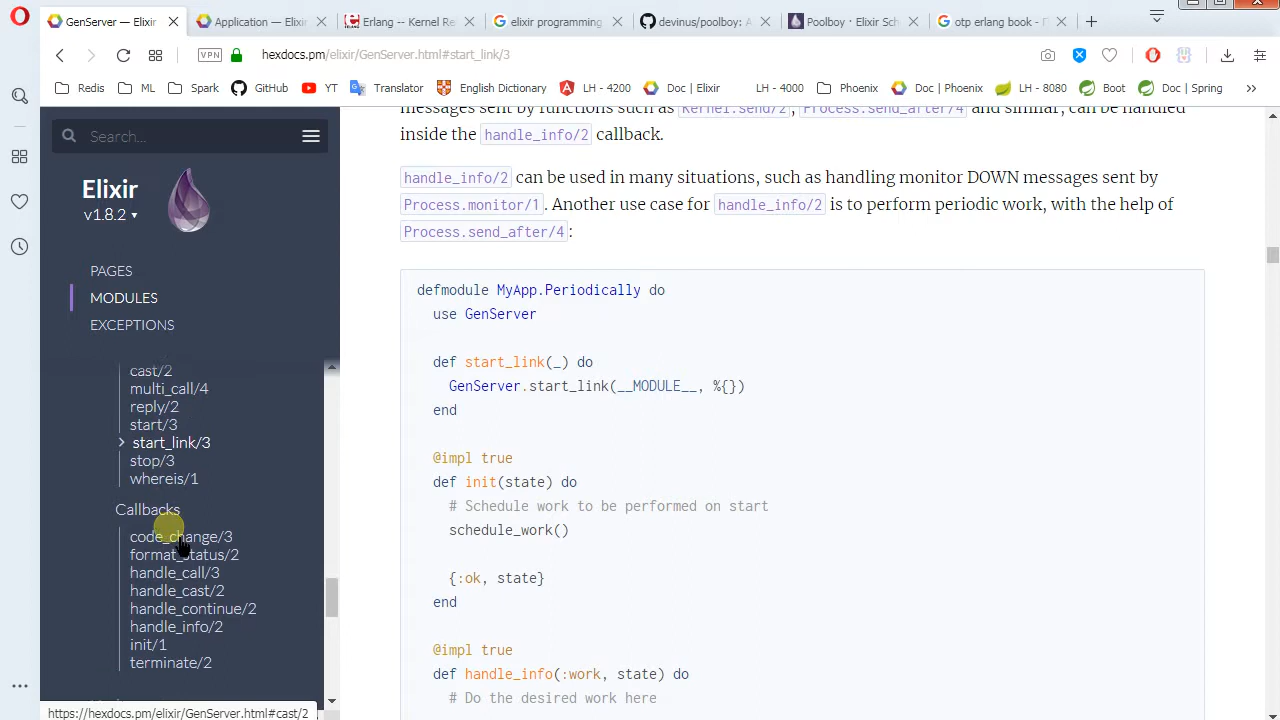 GenServer — Elixir
Application — Elixi
Erlang -- Kernel Re
elixir programming
devinus/poolboy:
Poolboy · Elixir Sch
otp erlang book -
VPN
hexdocs.pm/elixir/GenServer.html#start_link/3
Redis
ML
Spark
GitHub
YT
Translator
English Dictionary
LH - 4200
Doc | Elixir
LH - 4000
Phoenix
Doc | Phoenix
LH - 8080
Boot
Doc | Spring
Search...
Elixir
v1.8.2
PAGES
MODULES
EXCEPTIONS
cast/2
multi_call/4
reply/2
start/3
start_link/3
stop/3
whereis/1
Callbacks
code_change/3
format_status/2
handle_call/3
handle_cast/2
handle_continue/2
handle_info/2
init/1
terminate/2
https://hexdocs.pm/elixir/GenServer.html#cast/2
messages sent by functions such as Kernel.send/2, Process.send_after/4 and similar, can be handled
inside the handle_info/2 callback.
handle_info/2 can be used in many situations, such as handling monitor DOWN messages sent by
Process.monitor/1. Another use case for handle_info/2 is to perform periodic work, with the help of
Process.send_after/4:
defmodule MyApp.Periodically do
use GenServer
def start_link(_) do
GenServer.start_link(__MODULE__, %{})
end
@impl true
def init(state) do
# Schedule work to be performed on start
schedule_work()
{:ok, state}
end
@impl true
def handle_info(:work, state) do
# Do the desired work here